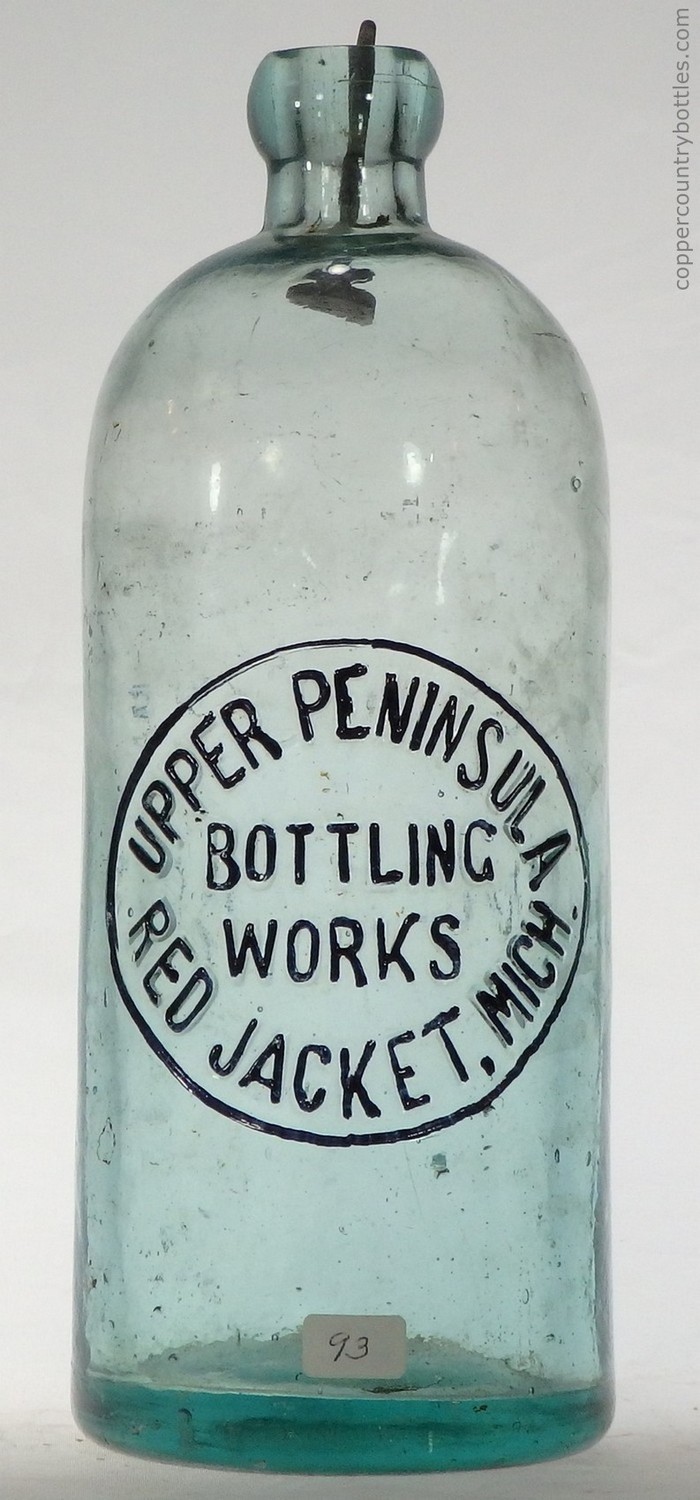 coppercountrybottles.com
UPPER PENINSULA
BOTTLING
WORKS
RED JACKET, MICH.
93